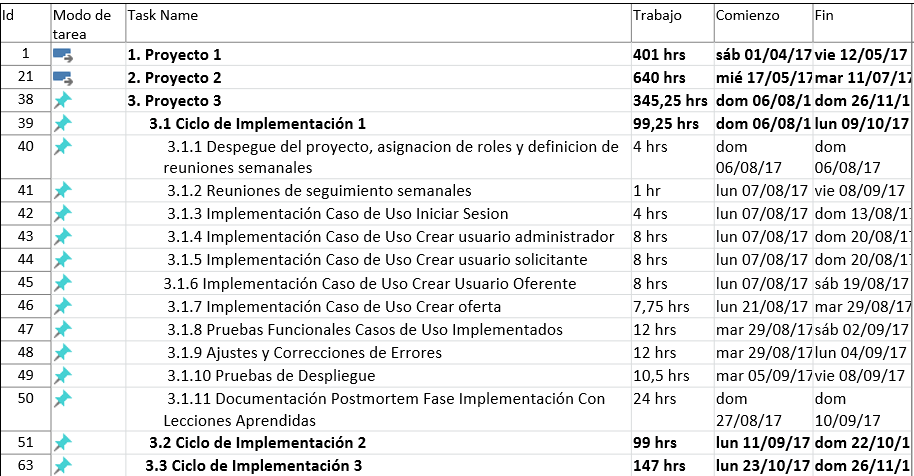 Id Modo de tarea Task Name Trabajo Comienzo Fin
1 1. Proyecto 1 401 hrs sáb 01/04/17 vie 12/05/17
21 2. Proyecto 2 640 hrs mié 17/05/17 mar 11/07/17
38 3. Proyecto 3 345,25 hrs dom 06/08/1 dom 26/11/1
39 3.1 Ciclo de Implementación 1 99,25 hrs dom 06/08/1 lun 09/10/17
40 3.1.1 Despegue del proyecto, asignacion de roles y definicion de 4 hrs dom dom
reuniones semanales 06/08/17 06/08/17
41 3.1.2 Reuniones de seguimiento semanales 1 hr lun 07/08/17 vie 08/09/17
42 3.1.3 Implementación Caso de Uso Iniciar Sesion 4 hrs lun 07/08/17 dom 13/08/17
43 3.1.4 Implementación Caso de Uso Crear usuario administrador 8 hrs lun 07/08/17 dom 20/08/17
44 3.1.5 Implementación Caso de Uso Crear usuario solicitante 8 hrs lun 07/08/17 dom 20/08/17
45 3.1.6 Implementación Caso de Uso Crear Usuario Oferente 8 hrs lun 07/08/17 sáb 19/08/17
46 3.1.7 Implementación Caso de Uso Crear oferta 7,75 hrs lun 21/08/17 mar 29/08/17
47 3.1.8 Pruebas Funcionales Casos de Uso Implementados 12 hrs mar 29/08/17 sáb 02/09/17
48 3.1.9 Ajustes y Correcciones de Errores 12 hrs mar 29/08/17 lun 04/09/17
49 3.1.10 Pruebas de Despliegue 10,5 hrs mar 05/09/17 vie 08/09/17
50 3.1.11 Documentación Postmortem Fase Implementación Con 24 hrs dom dom
Lecciones Aprendidas 27/08/17 10/09/17
51 3.2 Ciclo de Implementación 2 99 hrs lun 11/09/17 dom 22/10/1
63 3.3 Ciclo de Implementación 3 147 hrs lun 23/10/17 dom 26/11/1